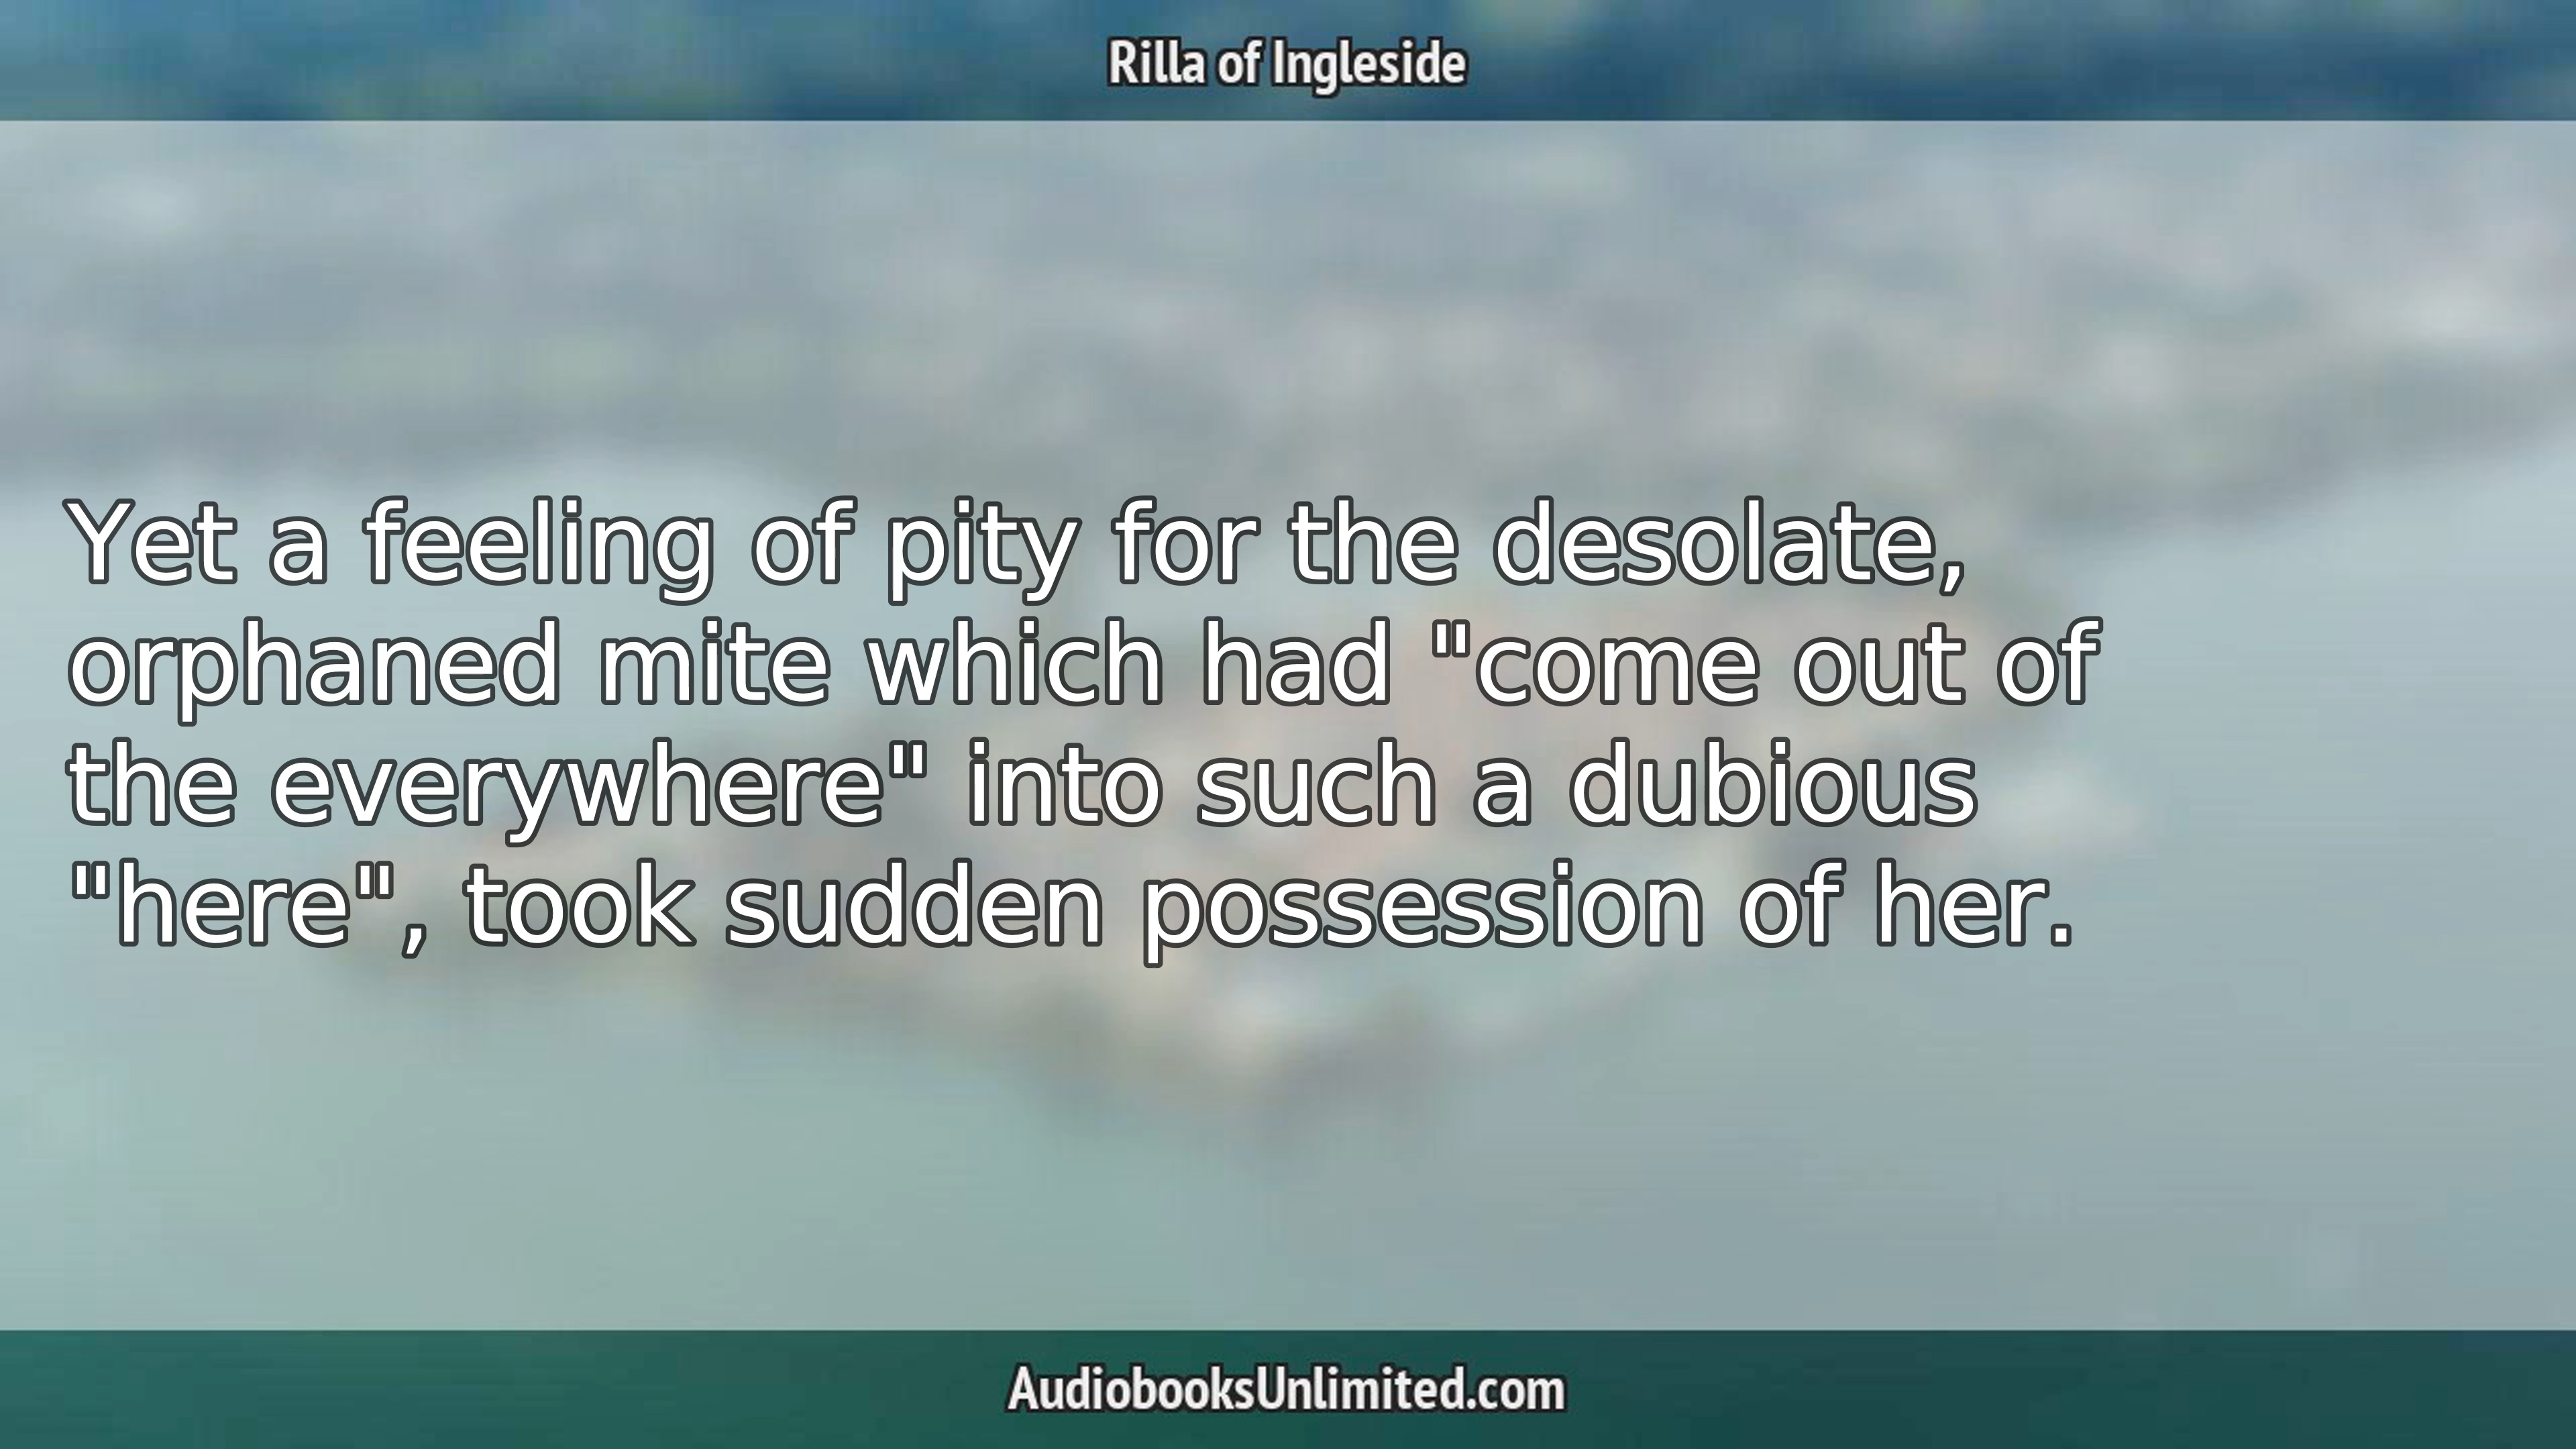 Rilla of Ingleside
Yet a feeling of pity for the desolate,
orphaned mite which had "come out of
the everywhere" into such a dubious
"here", took sudden possession of her.
AudiobooksUnlimited.com